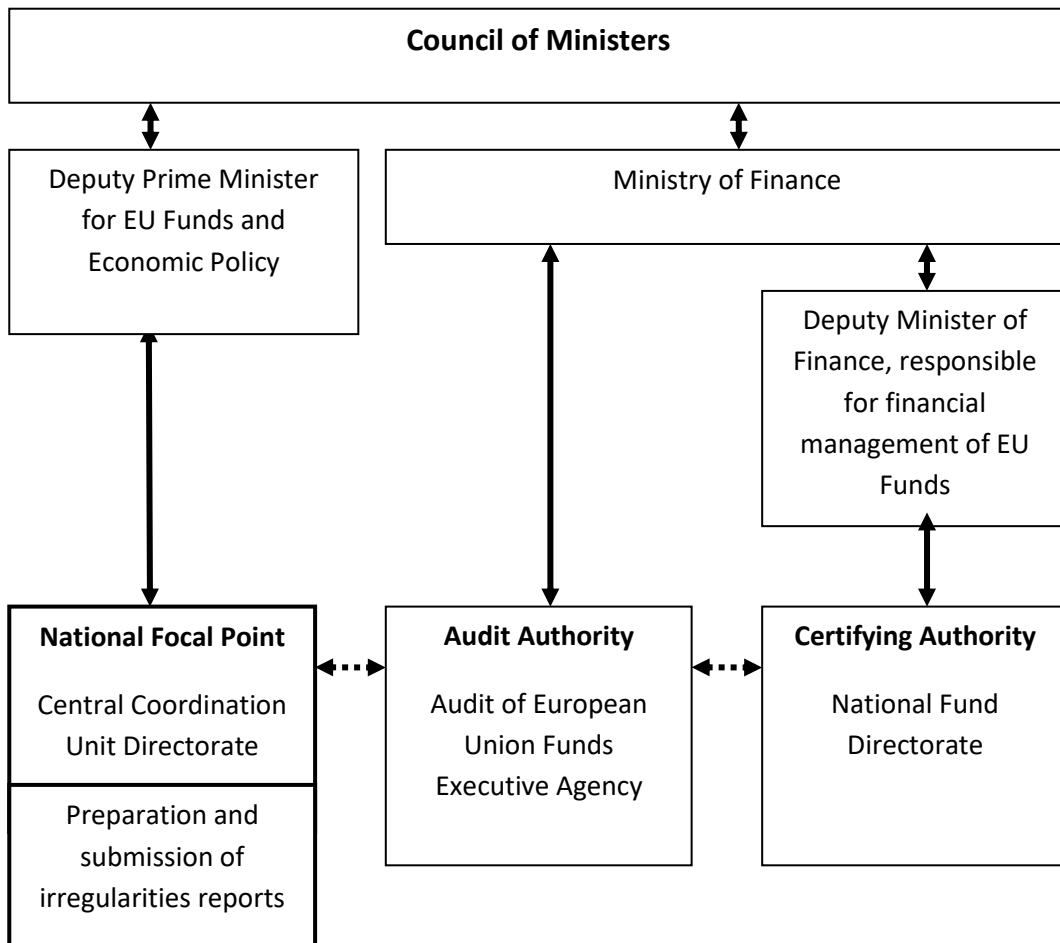 Council of Ministers
Deputy Prime Minister
for EU Funds and
Economic Policy
Ministry of Finance
Deputy Minister of
Finance, responsible
for financial
management of EU
Funds
National Focal Point
Central Coordination
Unit Directorate
Preparation and
submission of
irregularities reports
Audit Authority
Audit of European
Union Funds
Executive Agency
Certifying Authority
National Fund
Directorate